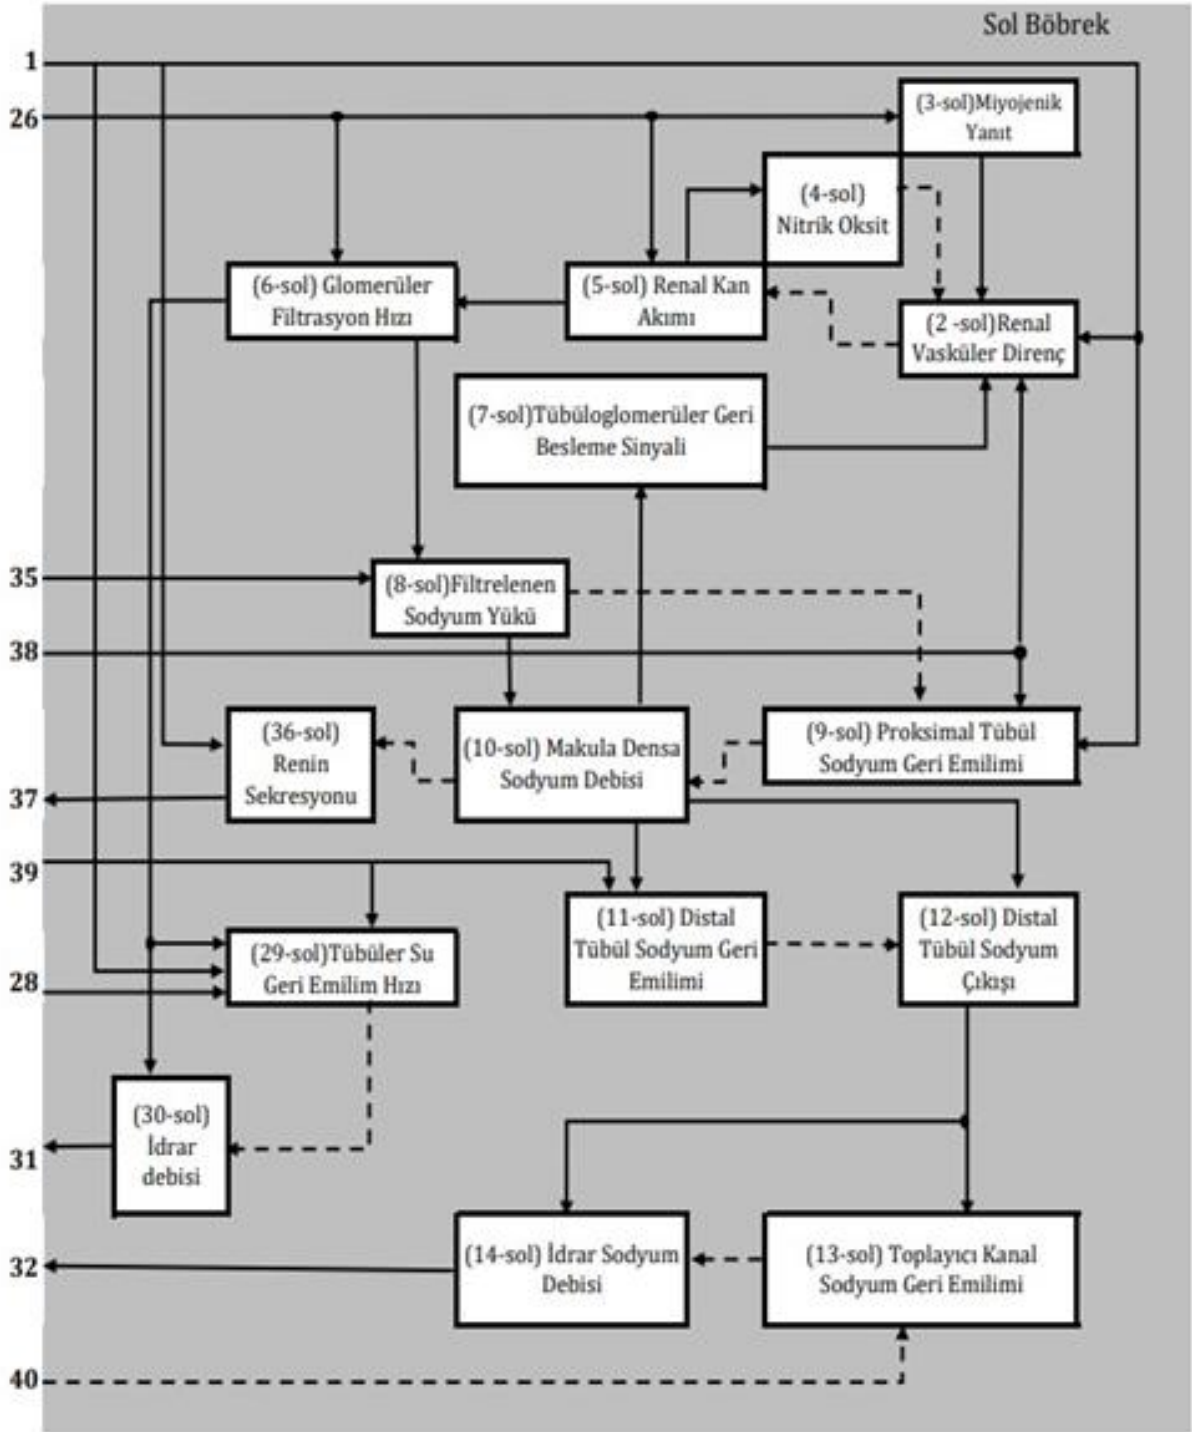 Sol Böbrek
1
26
(3-sol)Miyojenik
Yanıt
(4-sol)
Nitrik Oksit
(6-sol) Glomerüler
Filtrasyon Hızı
(5-sol) Renal Kan
Akımı
(2 -sol)Renal
Vasküler Direnç
(7-sol)Tübüloglomerüler Geri
Besleme Sinyali
35
(8-sol)Filtrelenen
Sodyum Yükü
38
(36-sol)
Renin
Sekresyonu
(10-sol) Makula Densa
Sodyum Debisi
(9-sol) Proksimal Tübül
Sodyum Geri Emilimi
37
39
(29-sol)Tübüler Su
Geri Emilim Hızı
(11-sol) Distal
Tübül Sodyum Geri
Emilimi
(12-sol) Distal
Tübül Sodyum
Çıkışı
28
(30-sol)
İdrar
debisi
31
(14-sol) İdrar Sodyum
Debisi
(13-sol) Toplayıcı Kanal
Sodyum Geri Emilimi
32
40